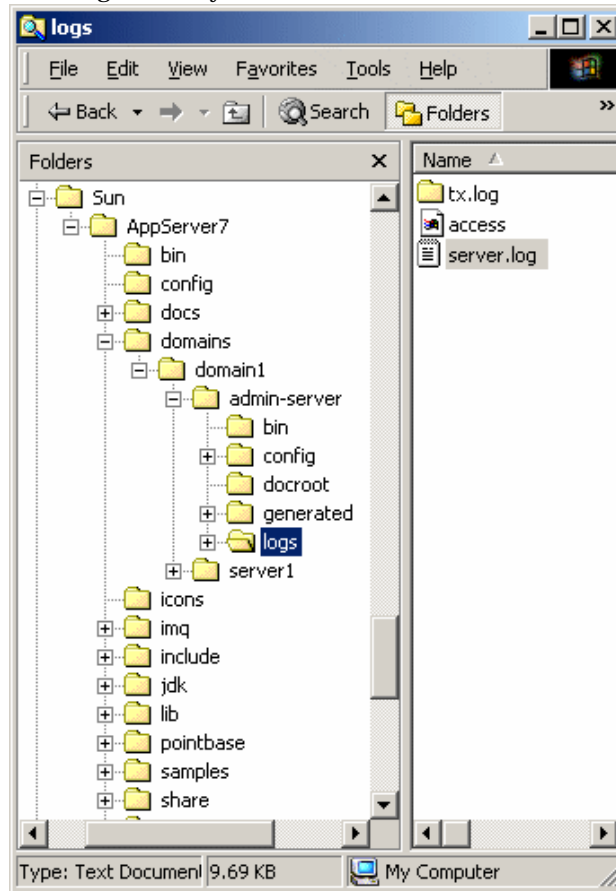 logs
File Edit View Favorites Tools Help
Back Search Folders »
Folders
Name
Sun
AppServer7
bin
config
docs
domains
domain1
admin-server
bin
config
docroot
generated
logs
server1
icons
imq
include
jdk
lib
pointbase
samples
share
tx.log
access
server.log
Type: Text Documen 9.69 KB My Computer